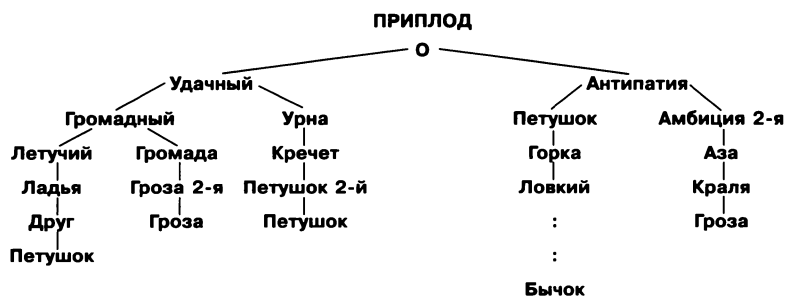 ПРИПЛОД
О
Удачный Антипатия
Громадный Урна Петушок Амбиция 2-я
Летучий Громада Кречет Горка Аза
Ладья Гроза 2-я Петушок 2-й Ловкий Краля
Друг Гроза Петушок : Гроза
Петушок :
Бычок